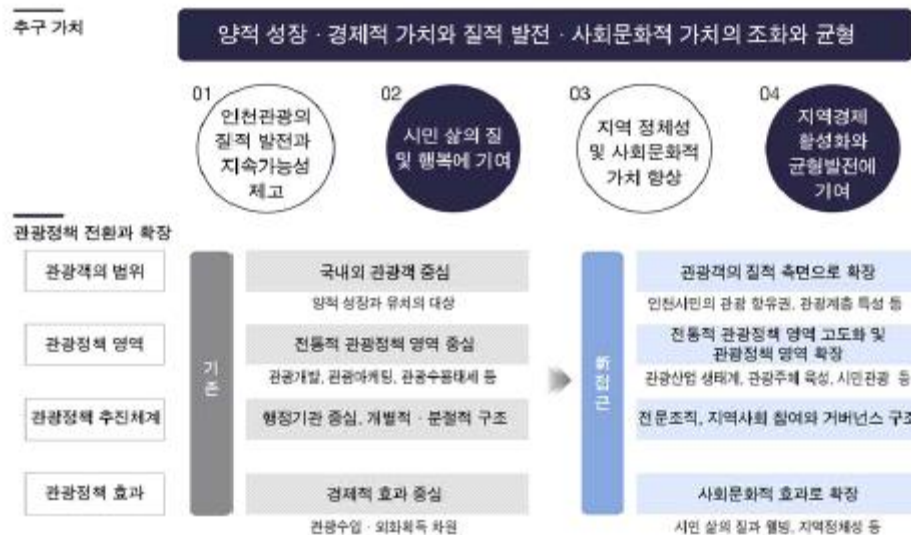 추구 가치
양적 성장 · 경제적 가치와 질적 발전 · 사회문화적 가치의 조화와 균형
01
인천관광의
질적 발전과
지속가능성
제고
02
시민 삶의 질
및 행복에 기여
03
지역 정체성
및 사회문화적
가치 향상
04
지역경제
활성화와
균형발전에
기여
관광정책 전환과 확장
기존
新접근
관광객의 범위
국내외 관광객 중심
양적 성장과 유치의 대상
관광객의 질적 측면으로 확장
인천시민의 관광 향유권, 관광계층 특성 등
관광정책 영역
전통적 관광정책 영역 중심
관광개발, 관광마케팅, 관광수용태세 등
전통적 관광정책 영역 고도화 및
관광정책 영역 확장
관광산업 생태계, 관광주체 육성, 시민관광 등
관광정책 추진체계
행정기관 중심, 개별적 · 분절적 구조
전문조직, 지역사회 참여와 거버넌스 구조
관광정책 효과
경제적 효과 중심
관광수입 · 외화획득 차원
사회문화적 효과로 확장
시민 삶의 질과 웰빙, 지역정체성 등